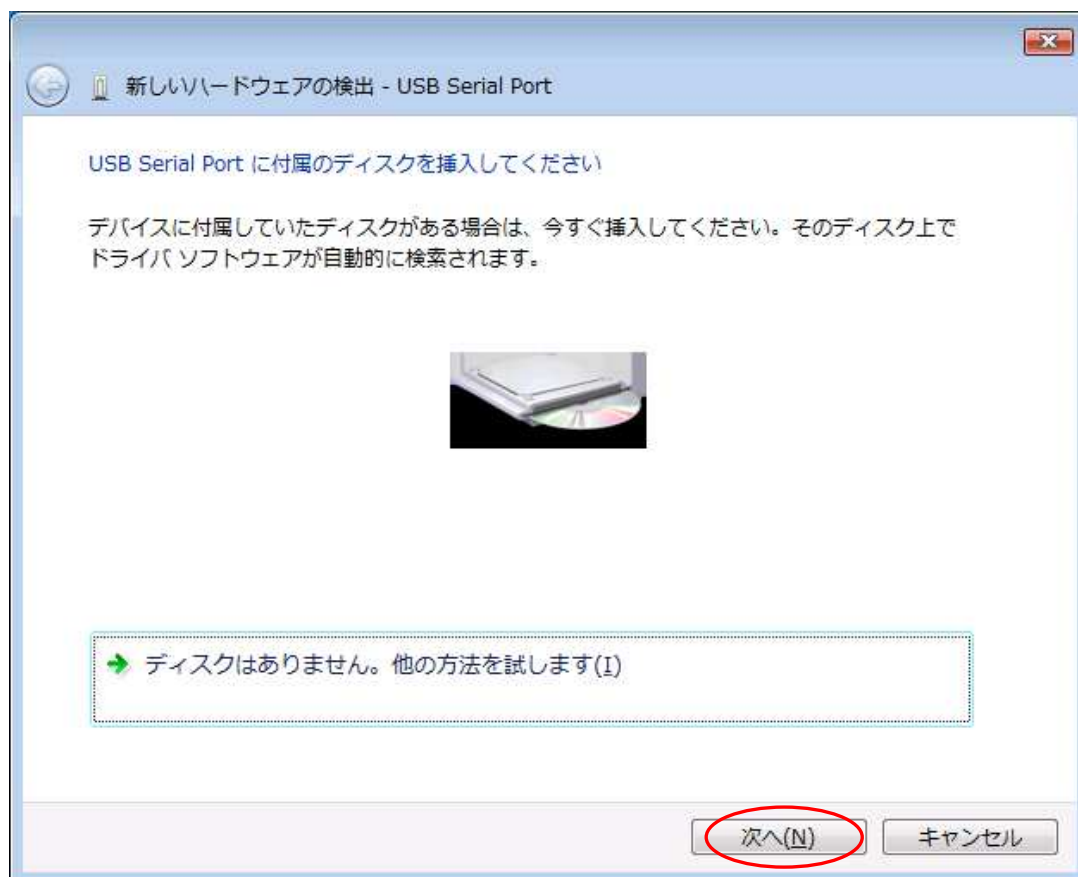 新しいハードウェアの検出 - USB Serial Port
USB Serial Port に付属のディスクを挿入してください
デバイスに付属していたディスクがある場合は、今すぐ挿入してください。そのディスク上で
ドライバ ソフトウェアが自動的に検索されます。
ディスクはありません。他の方法を試します(I)
次へ(N)
キャンセル